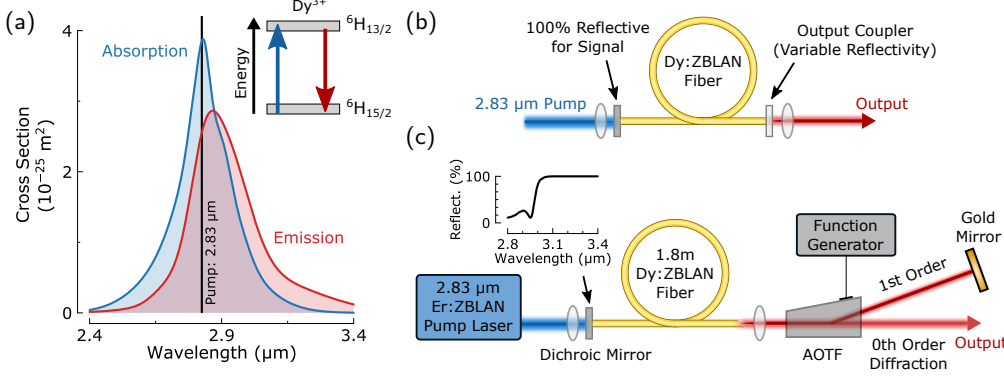 (a)
Cross Section
(10⁻²⁵ m²)
4
2
0
2.4
2.9
3.4
Wavelength (μm)
Absorption
Emission
Pump: 2.83 μm
Energy
Dy³⁺
⁶H₁₃/₂
⁶H₁₅/₂
(b)
100% Reflective
for Signal
Dy:ZBLAN
Fiber
Output Coupler
(Variable Reflectivity)
2.83 μm Pump
Output
(c)
Reflect. (%)
100
0
2.8
3.1
3.4
Wavelength (μm)
2.83 μm
Er:ZBLAN
Pump Laser
Dichroic Mirror
1.8m
Dy:ZBLAN
Fiber
Function
Generator
AOTF
1st Order
Gold
Mirror
0th Order
Diffraction
Output